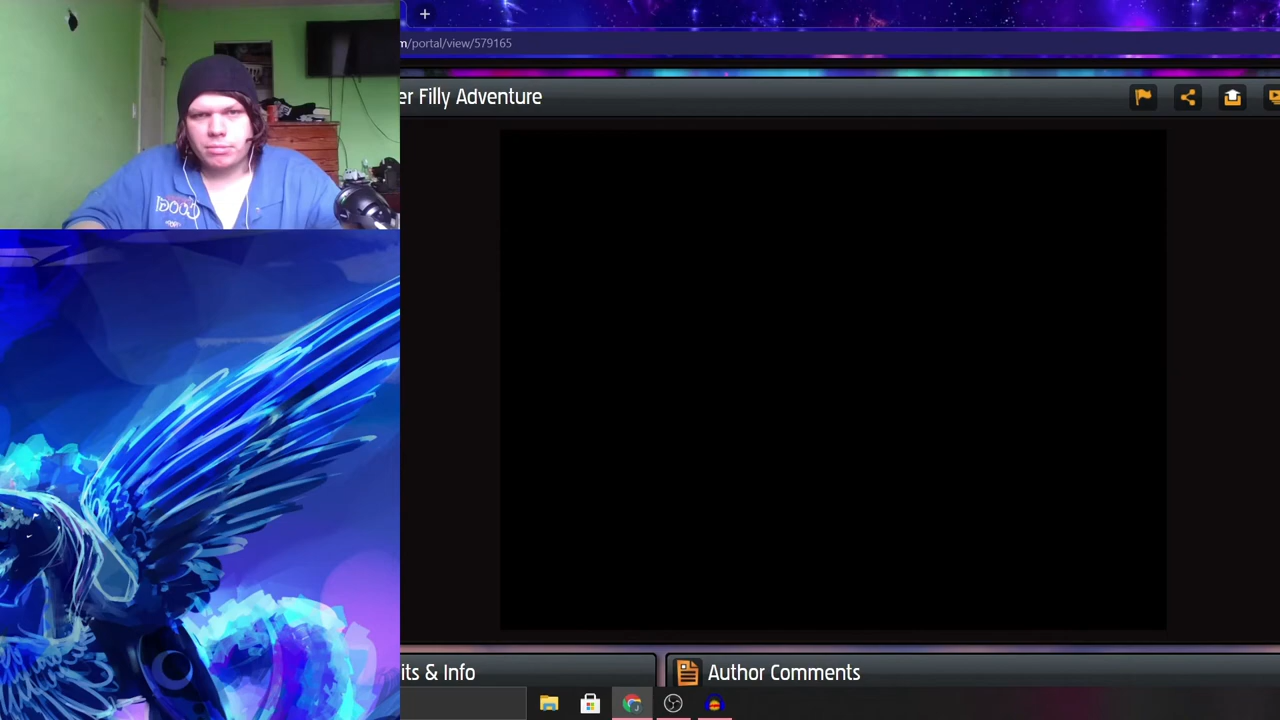 +
m/portal/view/579165
er Filly Adventure
its & Info
Author Comments